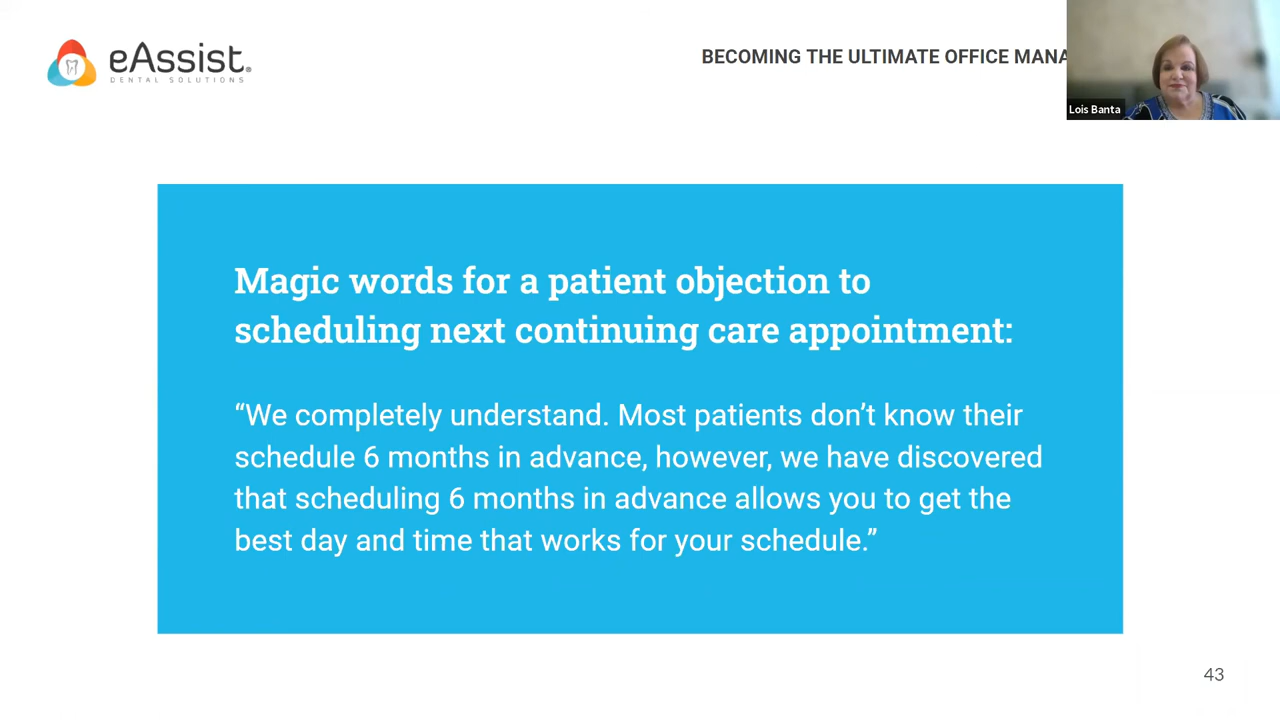 eAssist®
DENTAL SOLUTIONS
BECOMING THE ULTIMATE OFFICE MANA
Lois Banta
Magic words for a patient objection to
scheduling next continuing care appointment:
“We completely understand. Most patients don’t know their
schedule 6 months in advance, however, we have discovered
that scheduling 6 months in advance allows you to get the
best day and time that works for your schedule.”
43